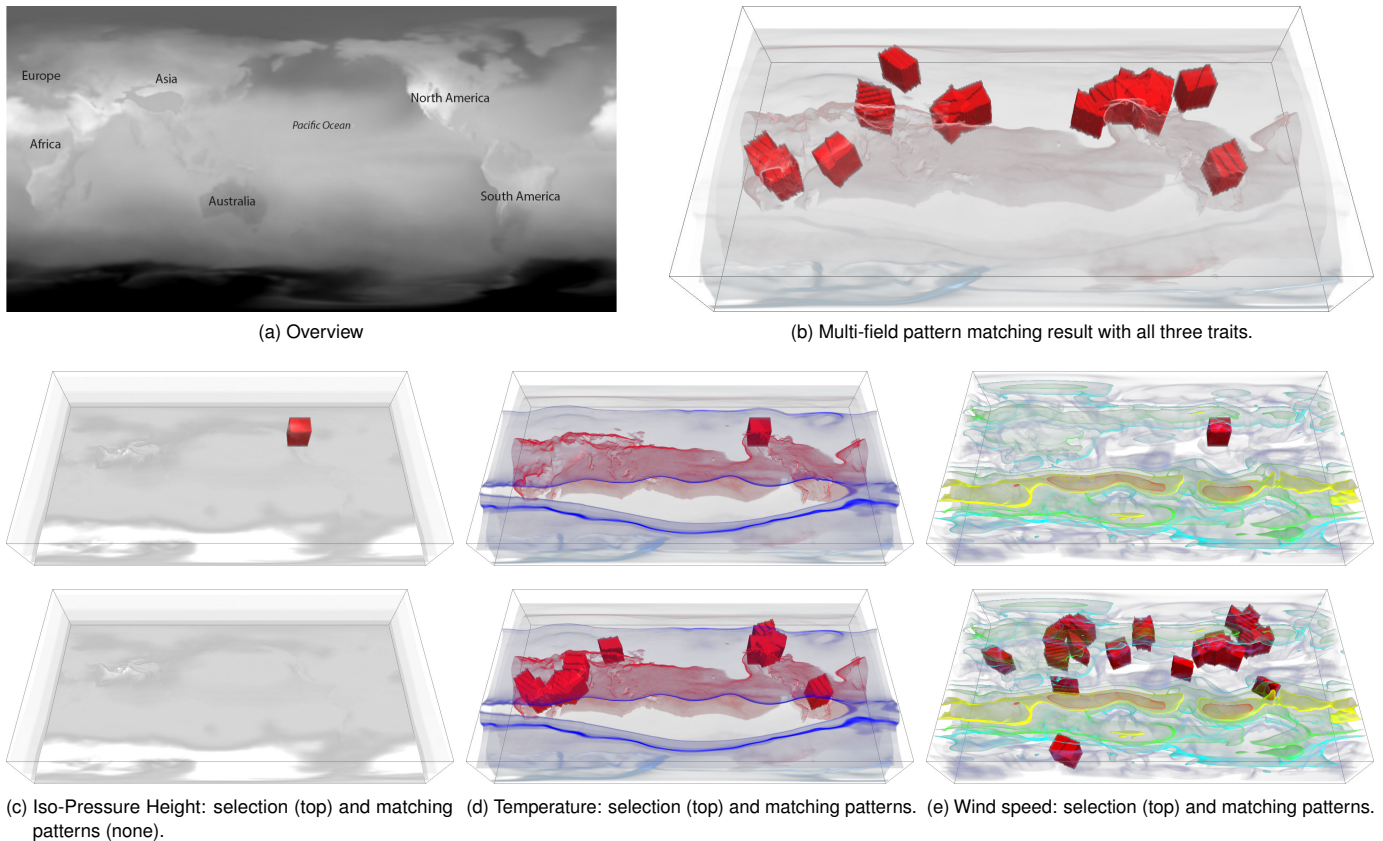 Europe
Asia
North America
Pacific Ocean
Africa
Australia
South America
(a) Overview
(b) Multi-field pattern matching result with all three traits.
(c) Iso-Pressure Height: selection (top) and matching
patterns (none).
(d) Temperature: selection (top) and matching patterns.
(e) Wind speed: selection (top) and matching patterns.